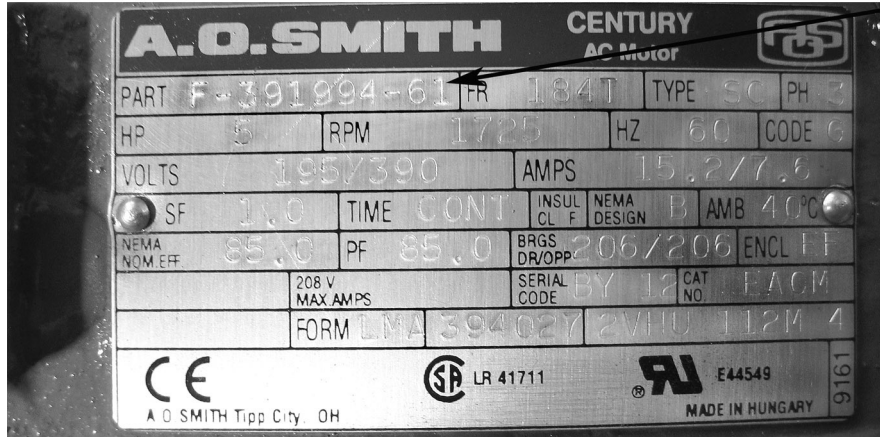 A.O.SMITH CENTURY AC Motor AOS
PART F-391994-61 FR 184T TYPE SC PH 3
HP 5 RPM 1725 HZ 60 CODE G
VOLTS 195/390 AMPS 15.2/7.6
SF 1.0 TIME CONT INSUL CL F NEMA DESIGN B AMB 40°C
NEMA NOM.EFF. 85.0 PF 85.0 BRGS DR/OPP 206/206 ENCL
208 V MAX.AMPS SERIAL CODE BY 12 CAT NO.
FORM LMA 39402Y 2VHU 112M 4
CE SA LR 41711 ® RU E44549 9161
A O SMITH Tipp City, OH MADE IN HUNGARY